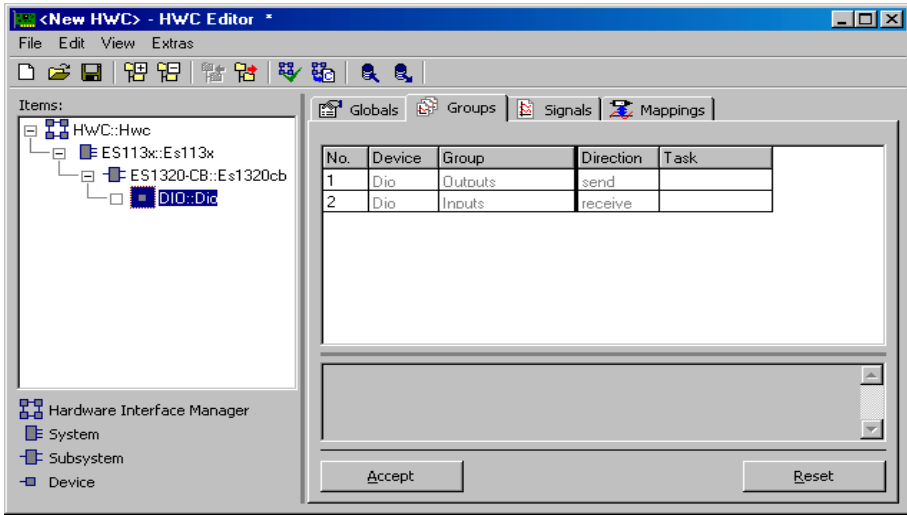 <New HWC> - HWC Editor *
File Edit View Extras
Items:
HWC::Hwc
ES113x::Es113x
ES1320-CB::Es1320cb
DIO::Dio
Hardware Interface Manager
System
Subsystem
Device
Globals Groups Signals Mappings
No. Device Group Direction Task
1 Dio Outputs send
2 Dio Inputs receive
Accept Reset